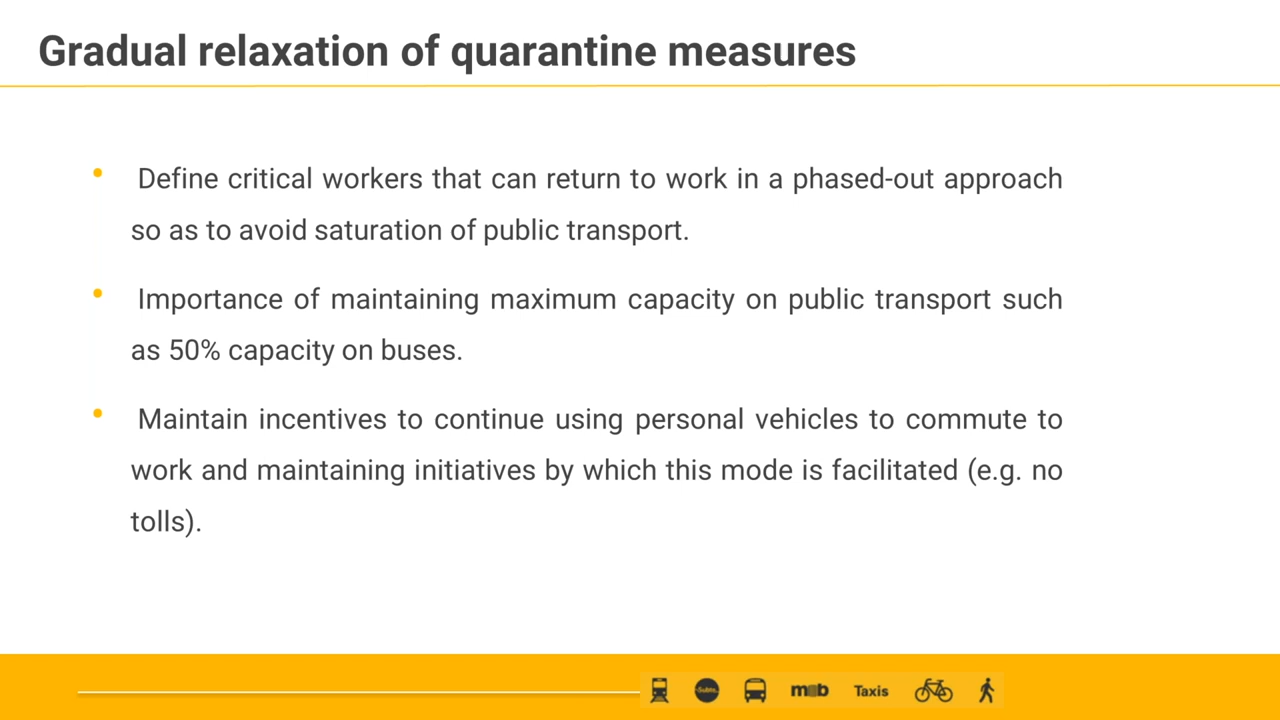 Gradual relaxation of quarantine measures
• Define critical workers that can return to work in a phased-out approach
so as to avoid saturation of public transport.
• Importance of maintaining maximum capacity on public transport such
as 50% capacity on buses.
• Maintain incentives to continue using personal vehicles to commute to
work and maintaining initiatives by which this mode is facilitated (e.g. no
tolls).
Taxis